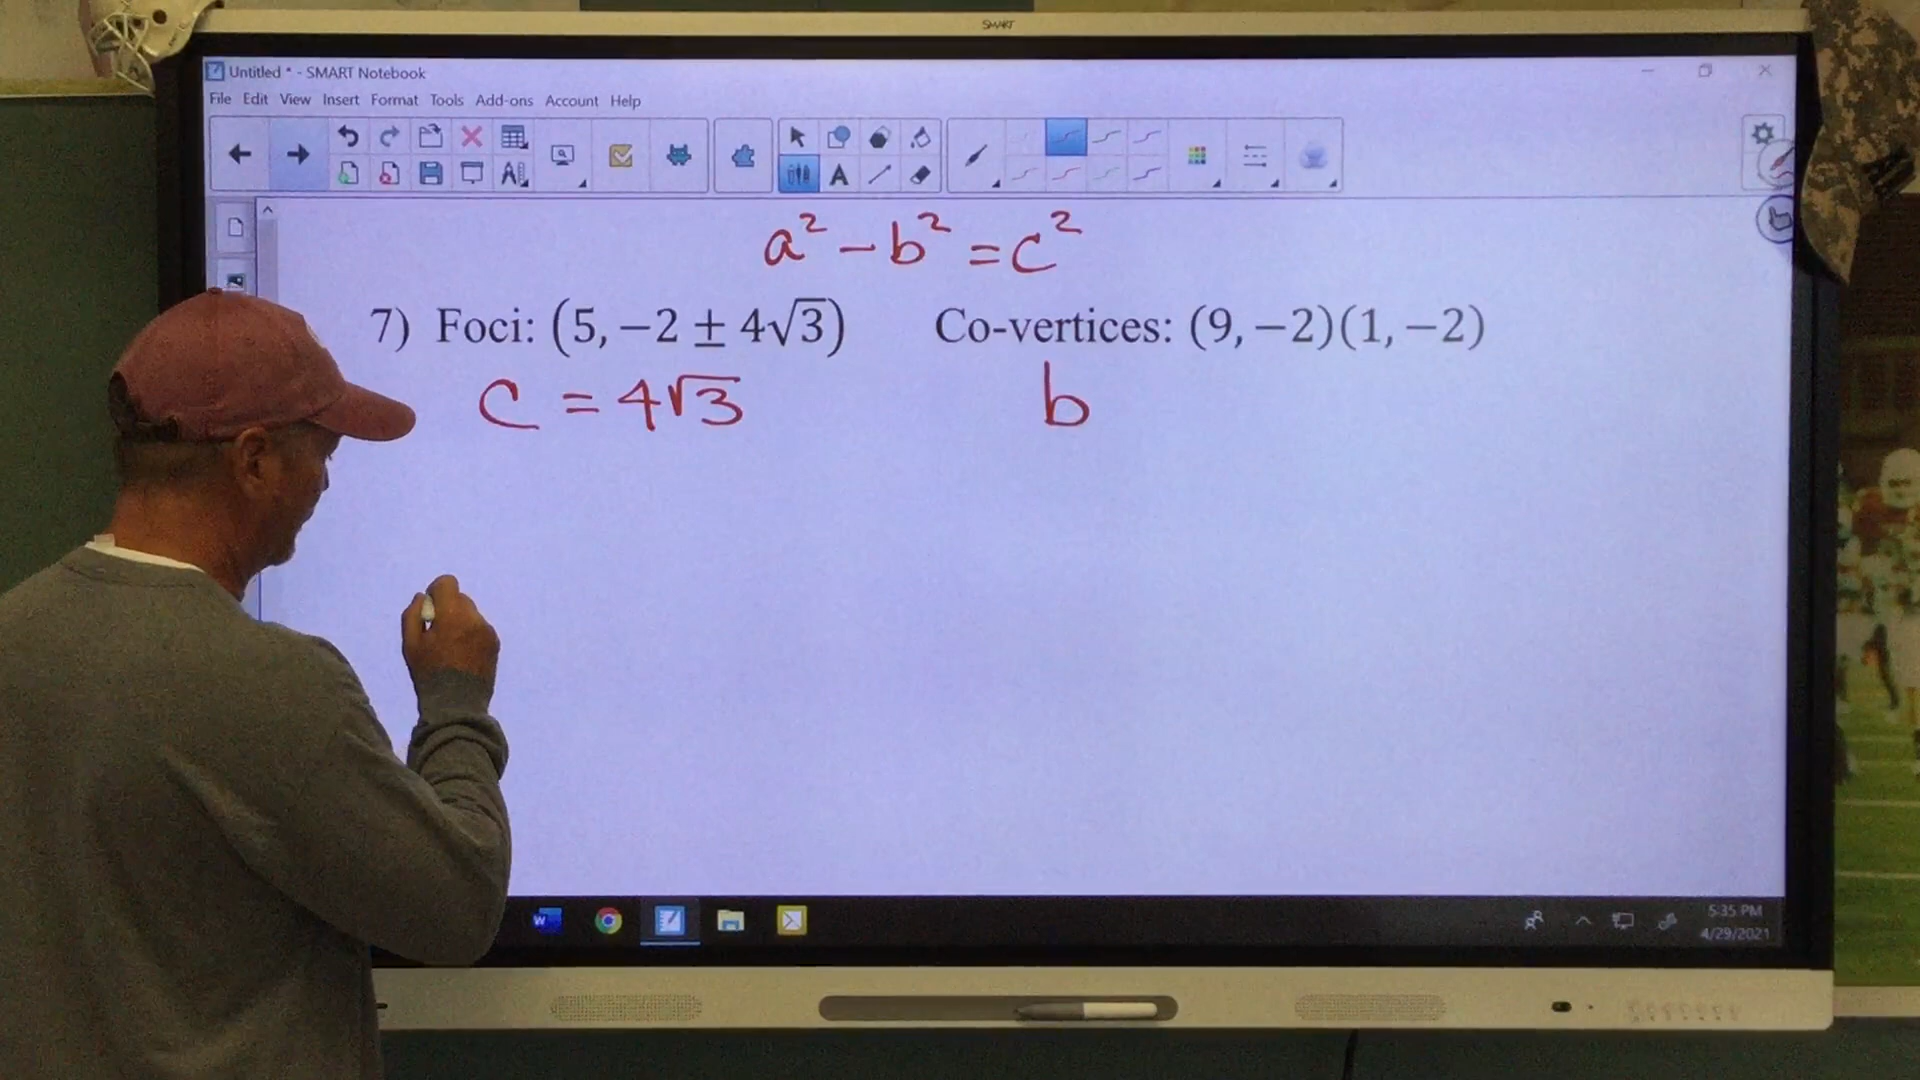 SMART
Untitled * - SMART Notebook
File Edit View Insert Format Tools Add-ons Account Help
a² − b² = c²
7) Foci: (5, −2 ± 4√3) Co-vertices: (9, −2)(1, −2)
c = 4√3 b
5:35 PM
4/29/2021